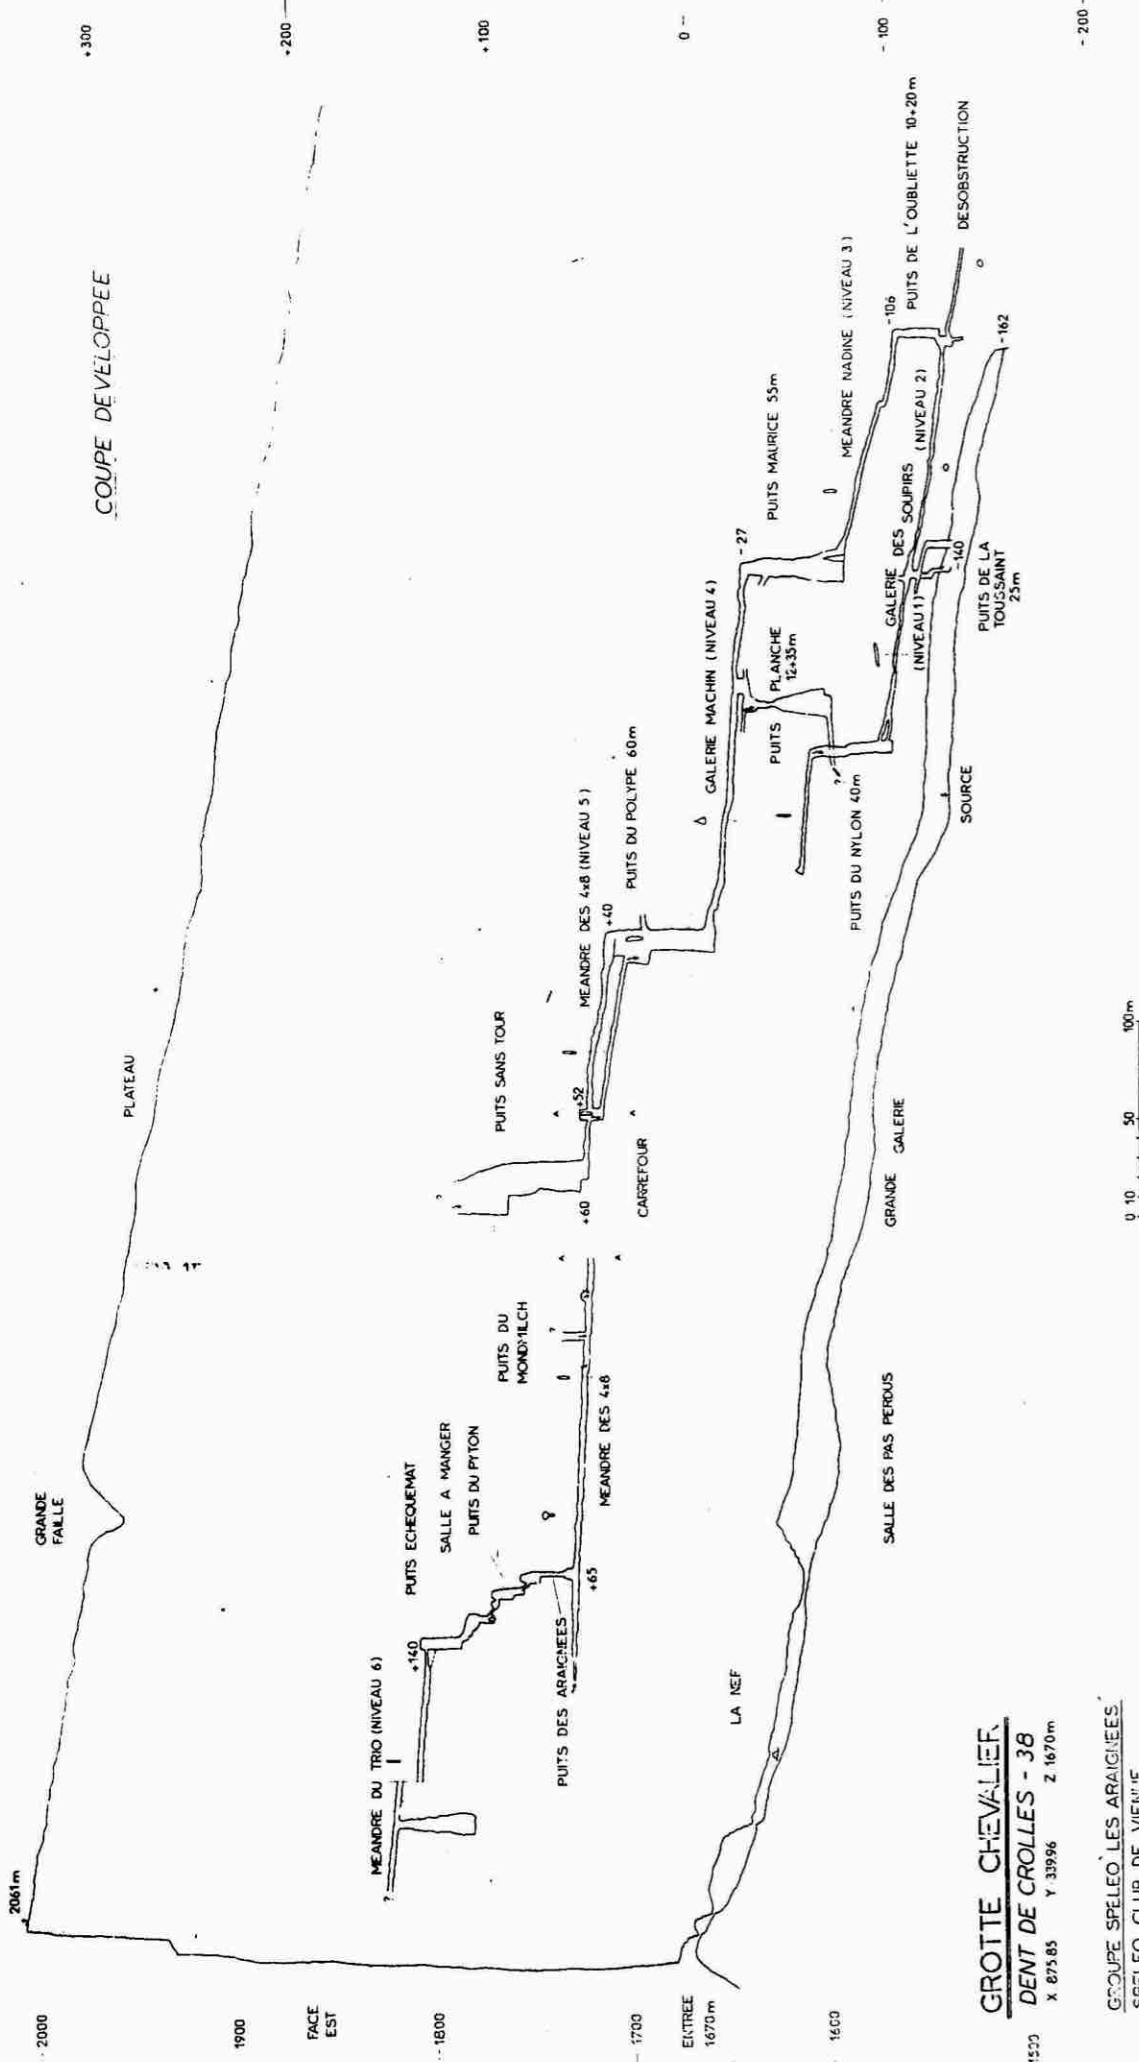 COUPE DEVELOPPEE
+300
+200
+100
0
-100
-200
2061m
GRANDE
FAILLE
PLATEAU
2000
1900
FACE
EST
1800
1700
ENTREE
1670m
1600
1500
MEANDRE DU TRIO (NIVEAU 6)
?
+140
PUITS ECHEQUEMAT
SALLE A MANGER
PUITS DU PYTON
PUITS DES ARAIGNEES
+65
MEANDRE DES 4x8
PUITS DU
MONDMILCH
?
A
A
+60
?
PUITS SANS TOUR
CARREFOUR
+52
A
A
MEANDRE DES 4x8 (NIVEAU 5)
+40
PUITS DU POLYPE 60m
GALERIE MACHIN (NIVEAU 4)
-27
PUITS MAURICE 55m
PUITS PLANCHE
12+35m
?
PUITS DU NYLON 40m
MEANDRE NADINE (NIVEAU 3)
-106
PUITS DE L'OUBLIETTE 10+20m
GALERIE DES SOUPIRS (NIVEAU 2)
(NIVEAU 1)
-140
PUITS DE LA
TOUSSAINT
25m
DESOBSTRUCTION
-162
SOURCE
GRANDE GALERIE
SALLE DES PAS PERDUS
LA NEF
0 10 50 100m
GROTTE CHEVALIER
DENT DE CROLLES - 38
X 875.85 Y 339.96 Z 1670m
GROUPE SPELEO LES ARAIGNEES
SPELEO CLUB DE VIENNE